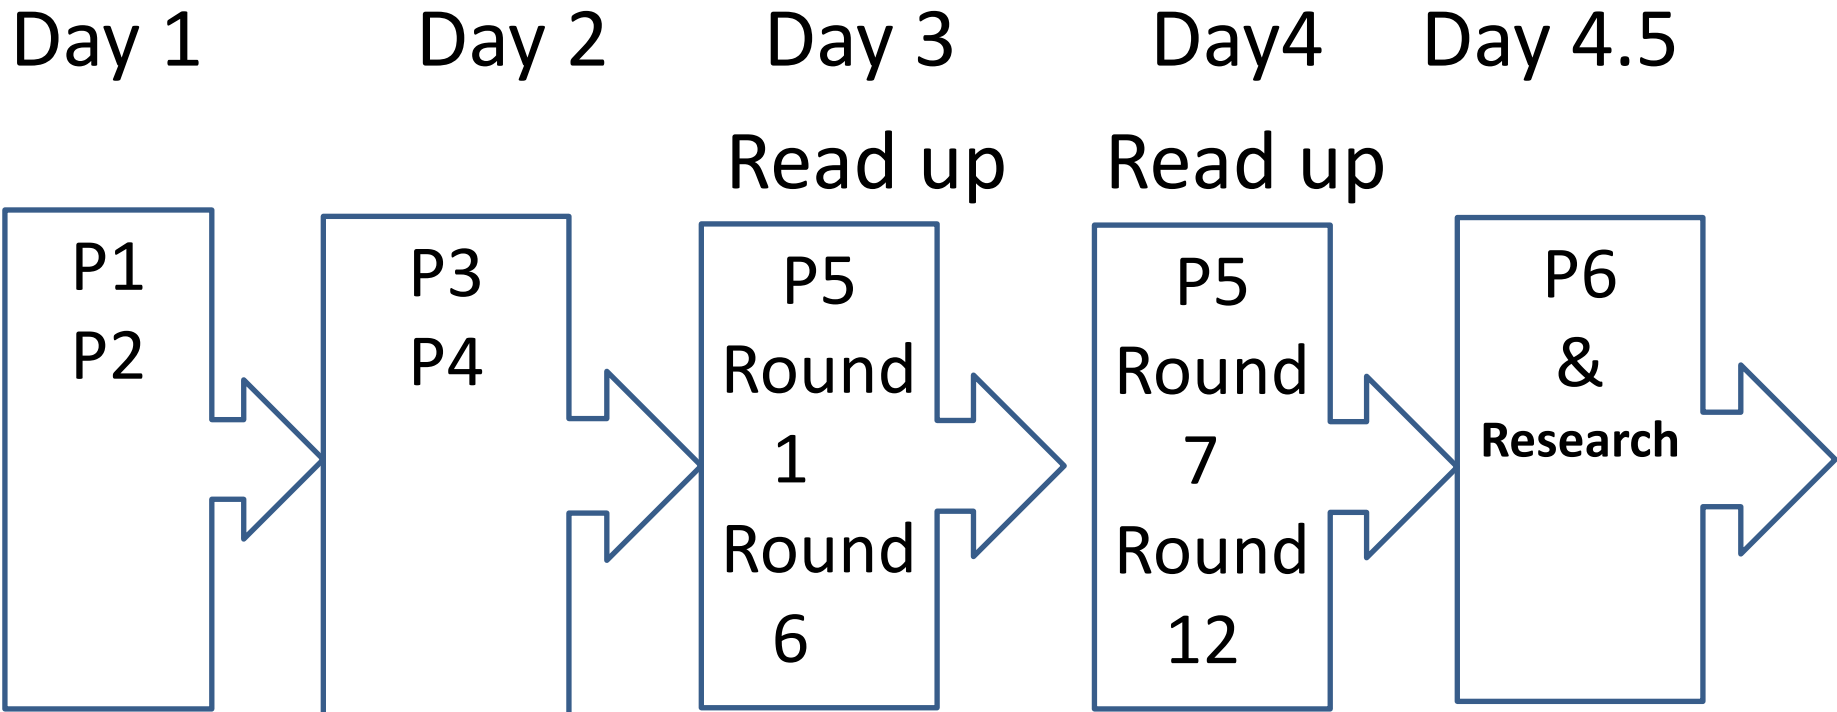 Day 1
Day 2
Day 3
Day4
Day 4.5
Read up
Read up
P1
P2
P3
P4
P5
Round
1
Round
6
P5
Round
7
Round
12
P6
&
Research